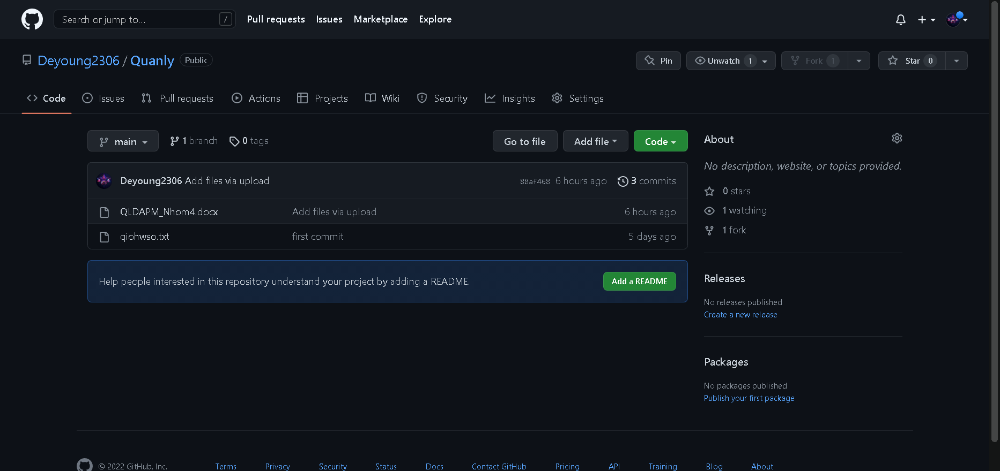 Search or jump to... /
Pull requests Issues Marketplace Explore
Deyoung2306 / Quanly Public
Pin Unwatch 1 Fork 1 Star 0
Code Issues Pull requests Actions Projects Wiki Security Insights Settings
main 1 branch 0 tags Go to file Add file Code
Deyoung2306 Add files via upload 88af468 6 hours ago 3 commits
QLDAPM_Nhom4.docx Add files via upload 6 hours ago
qiohwso.txt first commit 5 days ago
Help people interested in this repository understand your project by adding a README. Add a README
About
No description, website, or topics provided.
0 stars
1 watching
1 fork
Releases
No releases published
Create a new release
Packages
No packages published
Publish your first package
© 2022 GitHub, Inc. Terms Privacy Security Status Docs Contact GitHub Pricing API Training Blog About